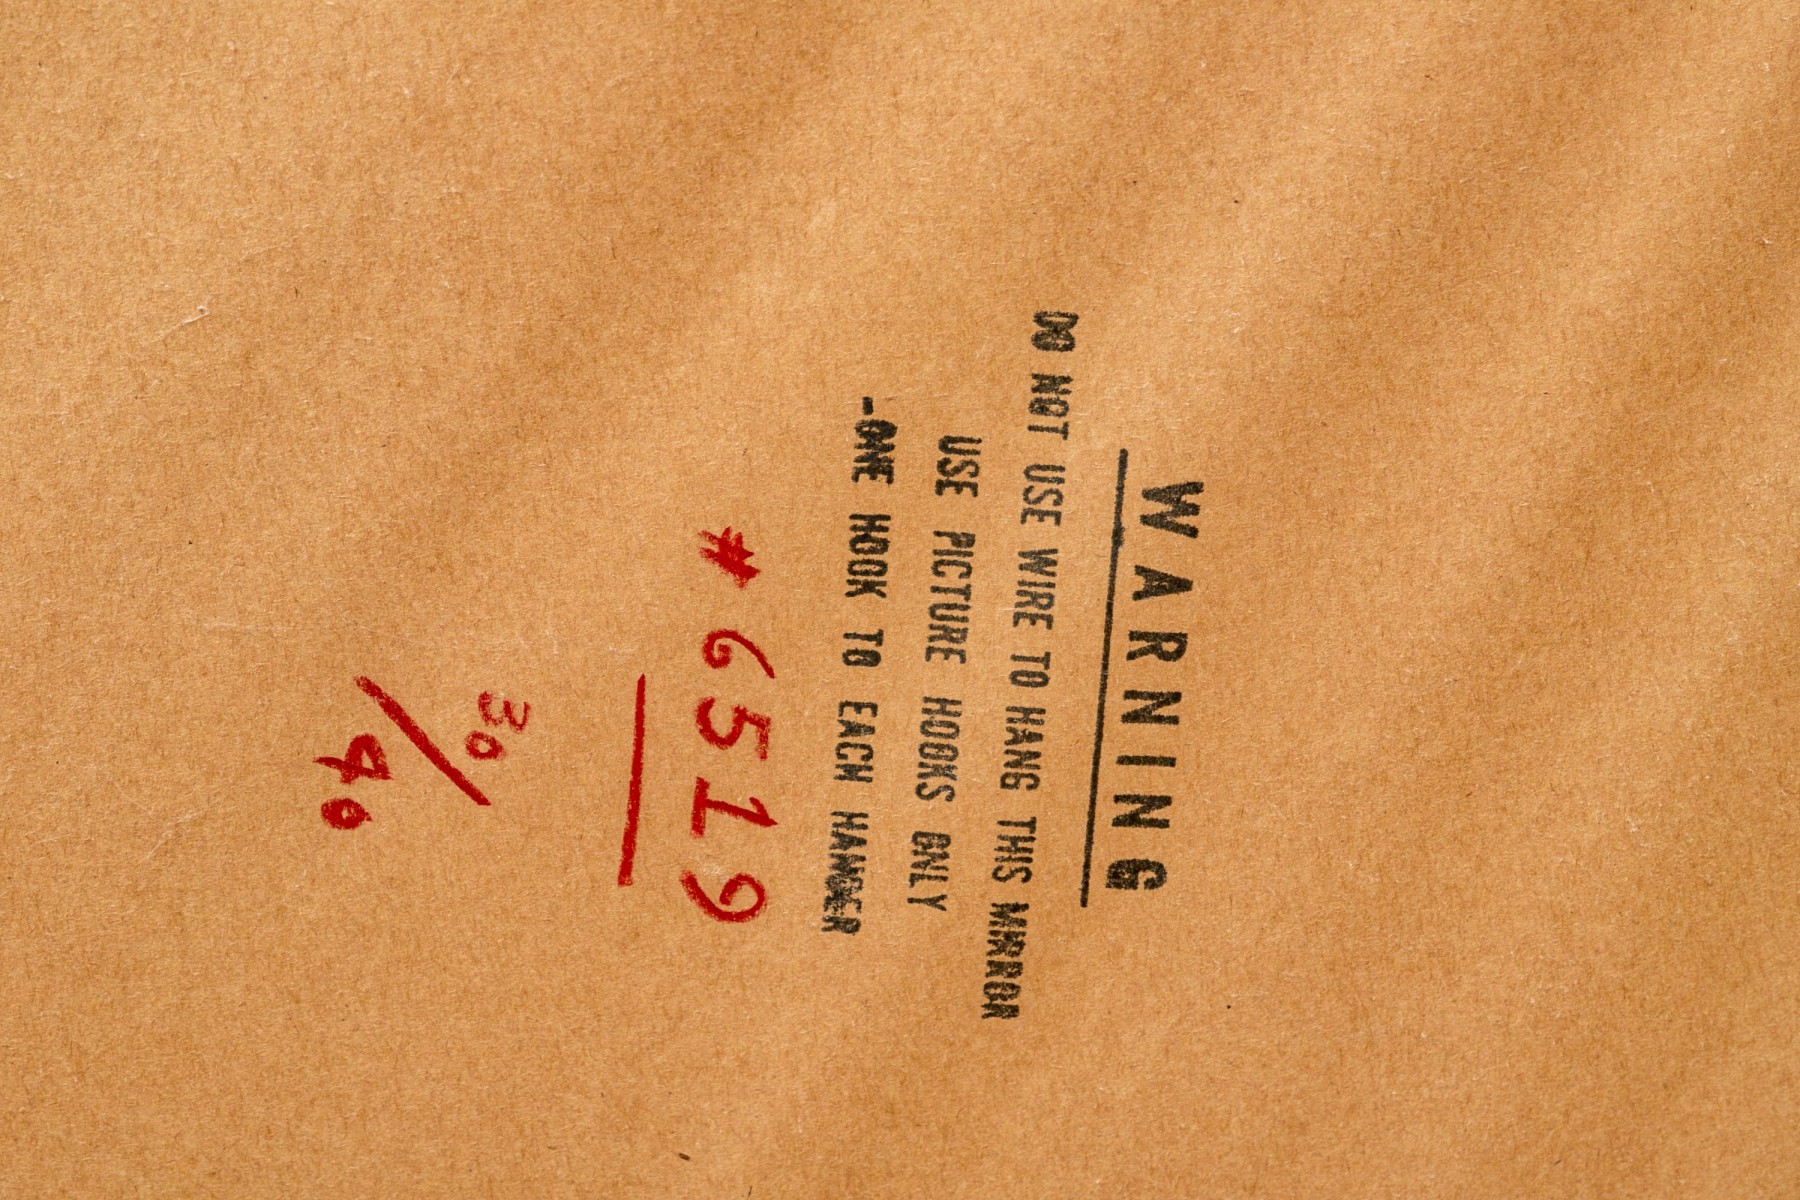 WARNING
DO NOT USE WIRE TO HANG THIS MIRROR
USE PICTURE HOOKS ONLY
-ONE HOOK TO EACH HANGER
#6519
30/40